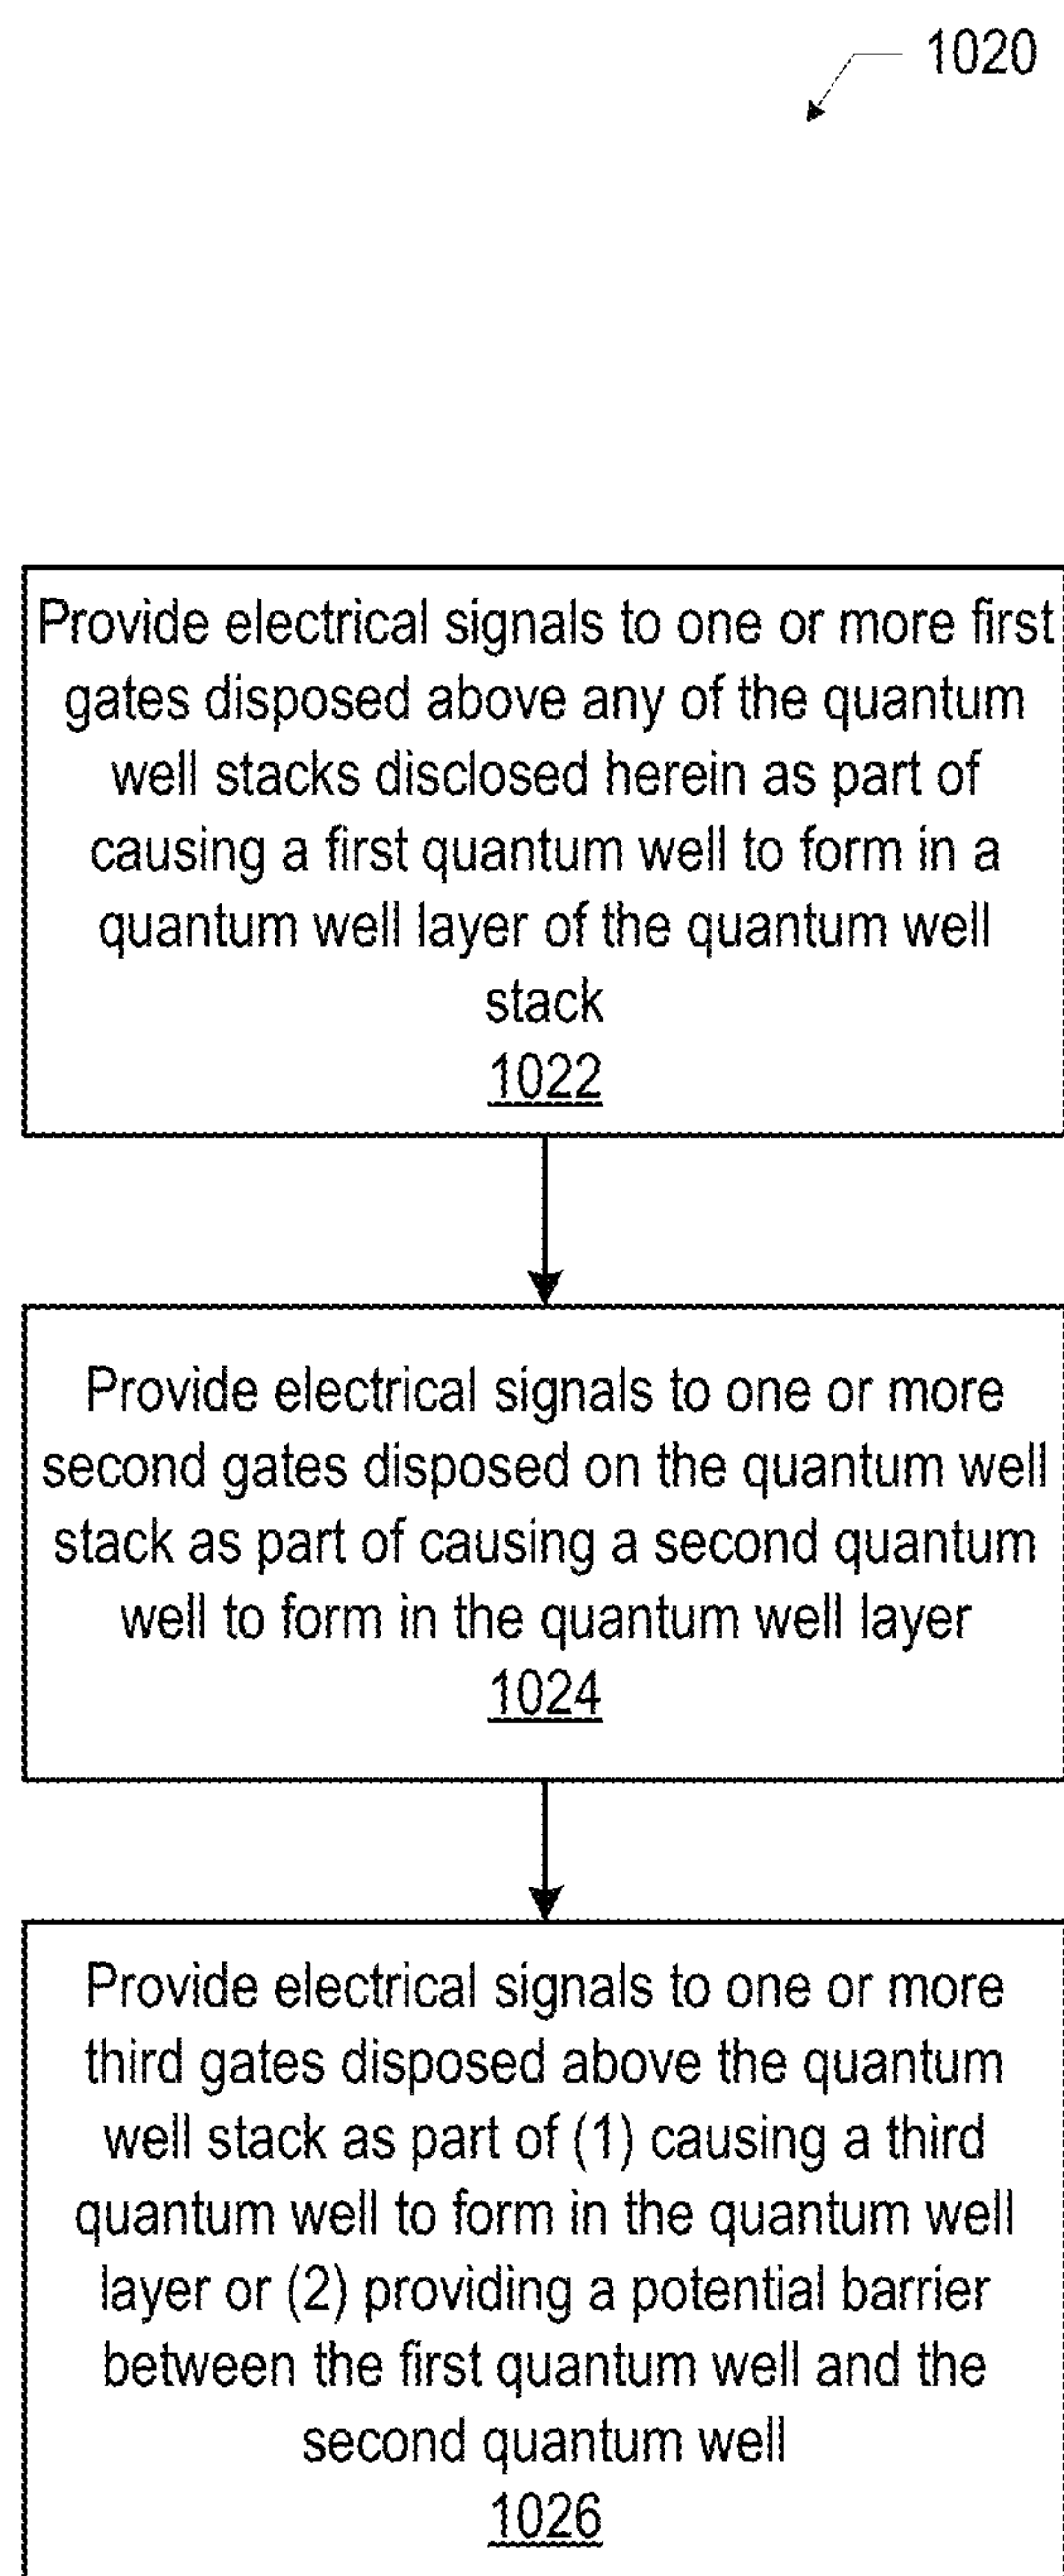 1020
Provide electrical signals to one or more first
gates disposed above any of the quantum
well stacks disclosed herein as part of
causing a first quantum well to form in a
quantum well layer of the quantum well
stack
1022
Provide electrical signals to one or more
second gates disposed on the quantum well
stack as part of causing a second quantum
well to form in the quantum well layer
1024
Provide electrical signals to one or more
third gates disposed above the quantum
well stack as part of (1) causing a third
quantum well to form in the quantum well
layer or (2) providing a potential barrier
between the first quantum well and the
second quantum well
1026